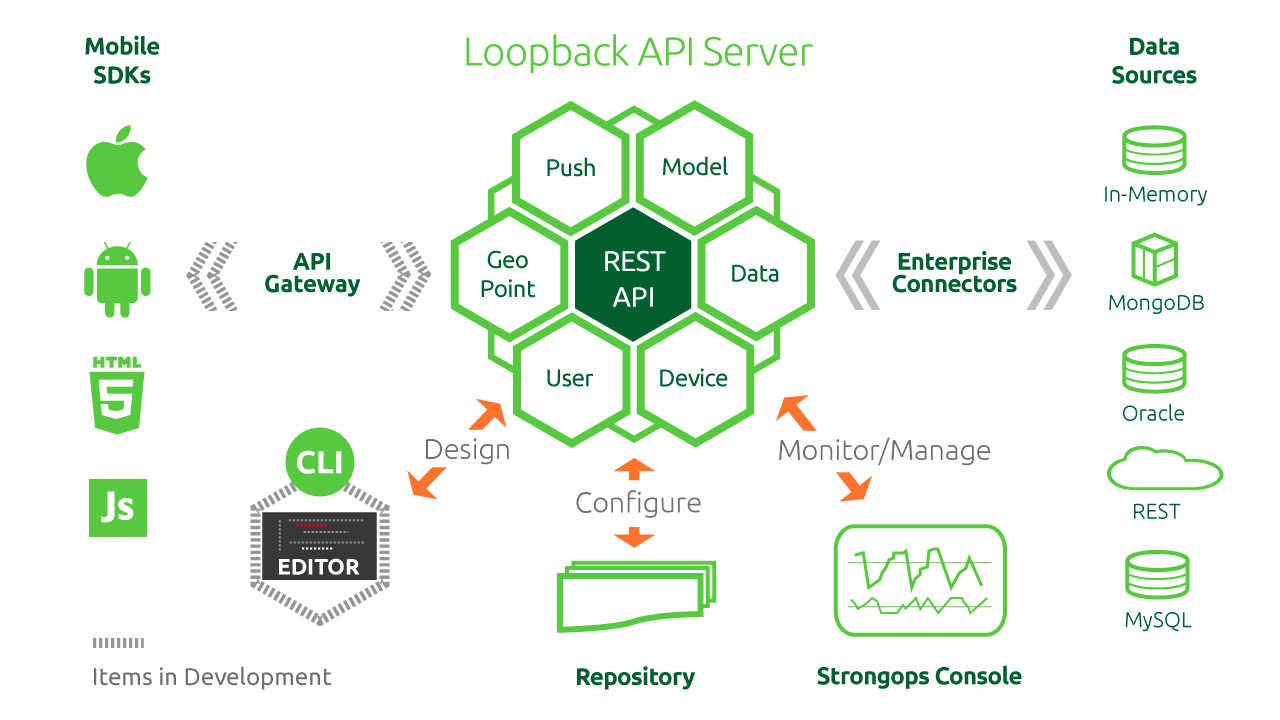 Loopback API Server
Mobile
SDKs
HTML
5
Js
API
Gateway
Push
Model
Geo
Point
REST
API
Data
User
Device
Enterprise
Connectors
Data
Sources
In-Memory
MongoDB
Oracle
REST
MySQL
Design
Configure
Monitor/Manage
CLI
EDITOR
Repository
Strongops Console
Items in Development